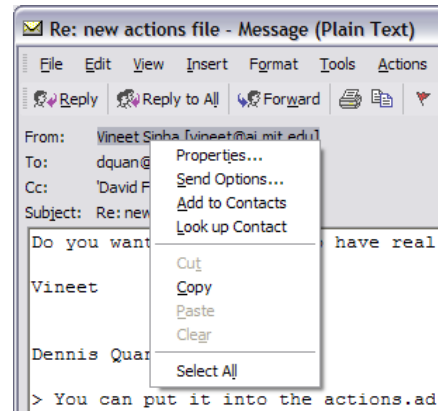 Re: new actions file - Message (Plain Text)
File Edit View Insert Format Tools Actions
Reply Reply to All Forward
From: Vineet Sinha [vineet@ai.mit.edu]
To: dquan@
Cc: 'David F
Subject: Re: new
Properties...
Send Options...
Add to Contacts
Look up Contact
Cut
Copy
Paste
Clear
Select All
Do you want have real
Vineet
Dennis Quan
> You can put it into the actions.ad